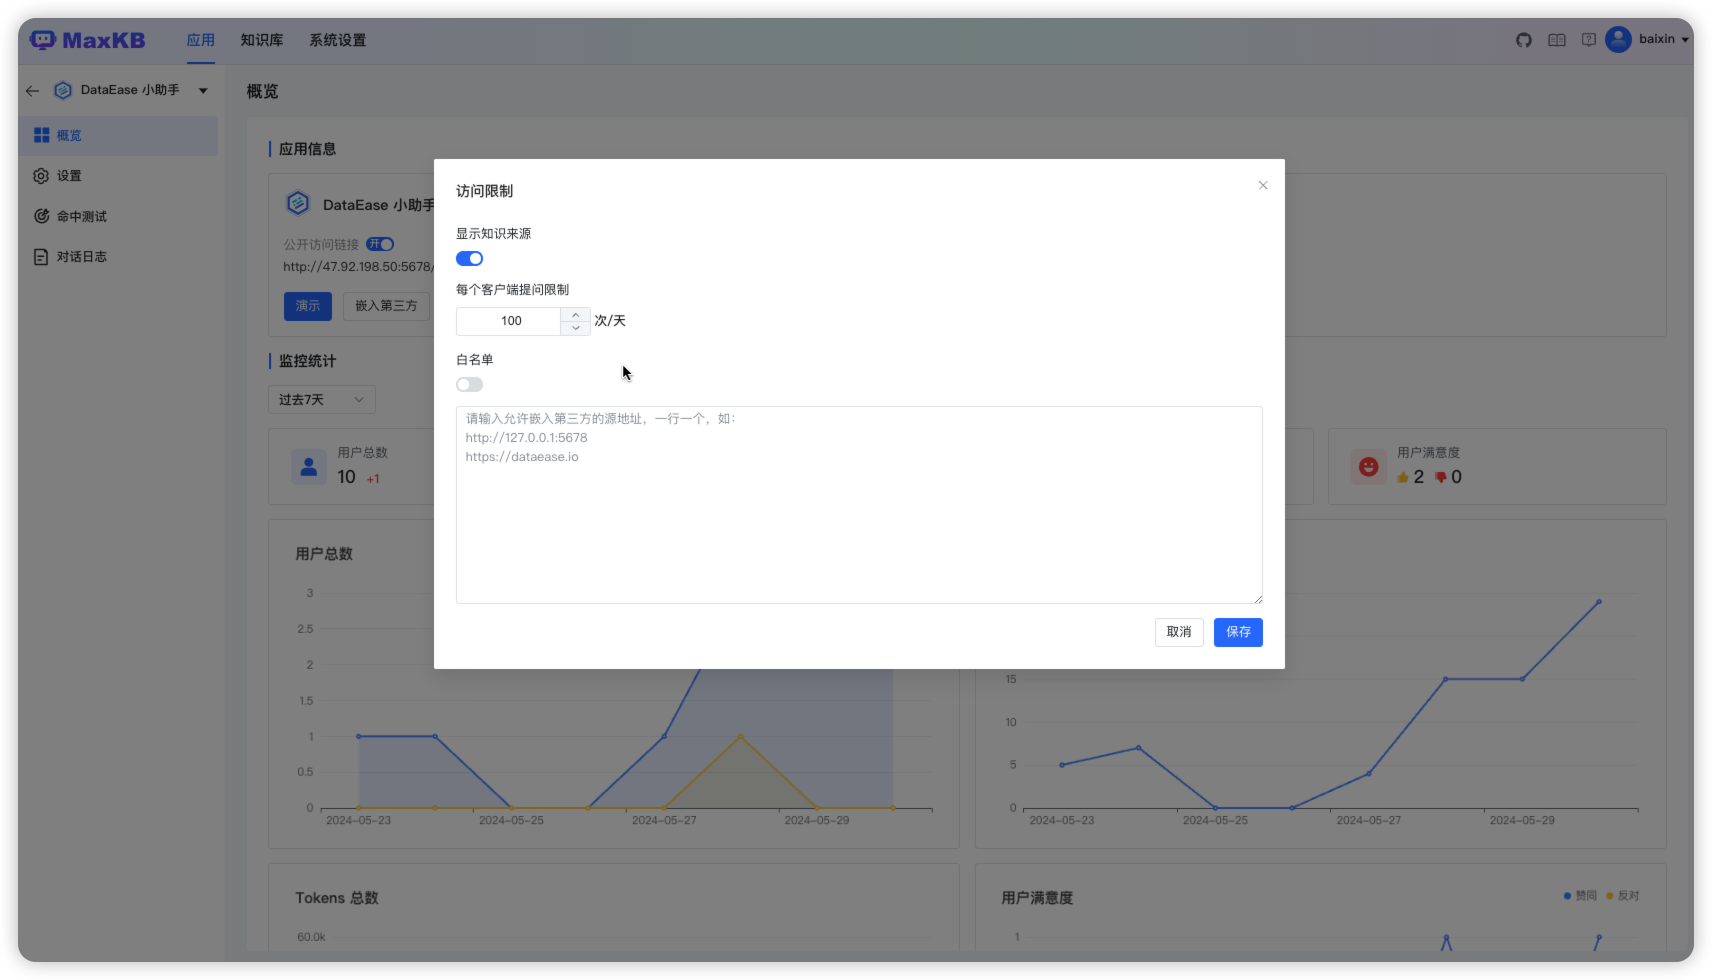 MaxKB
应用
知识库
系统设置
baixin
DataEase 小助手
概览
设置
命中测试
对话日志
概览
应用信息
DataEase 小助手
公开访问链接
开
http://47.92.198.50:5678/
演示
嵌入第三方
监控统计
过去7天
用户总数
10 +1
用户满意度
2 0
访问限制
显示知识来源
每个客户端提问限制
100
次/天
白名单
请输入允许嵌入第三方的源地址，一行一个，如：
http://127.0.0.1:5678
https://dataease.io
取消
保存
用户总数
3
2.5
2
1.5
1
0.5
0
2024-05-23
2024-05-25
2024-05-27
2024-05-29
15
10
5
0
2024-05-23
2024-05-25
2024-05-27
2024-05-29
Tokens 总数
60.0k
用户满意度
赞同
反对
1